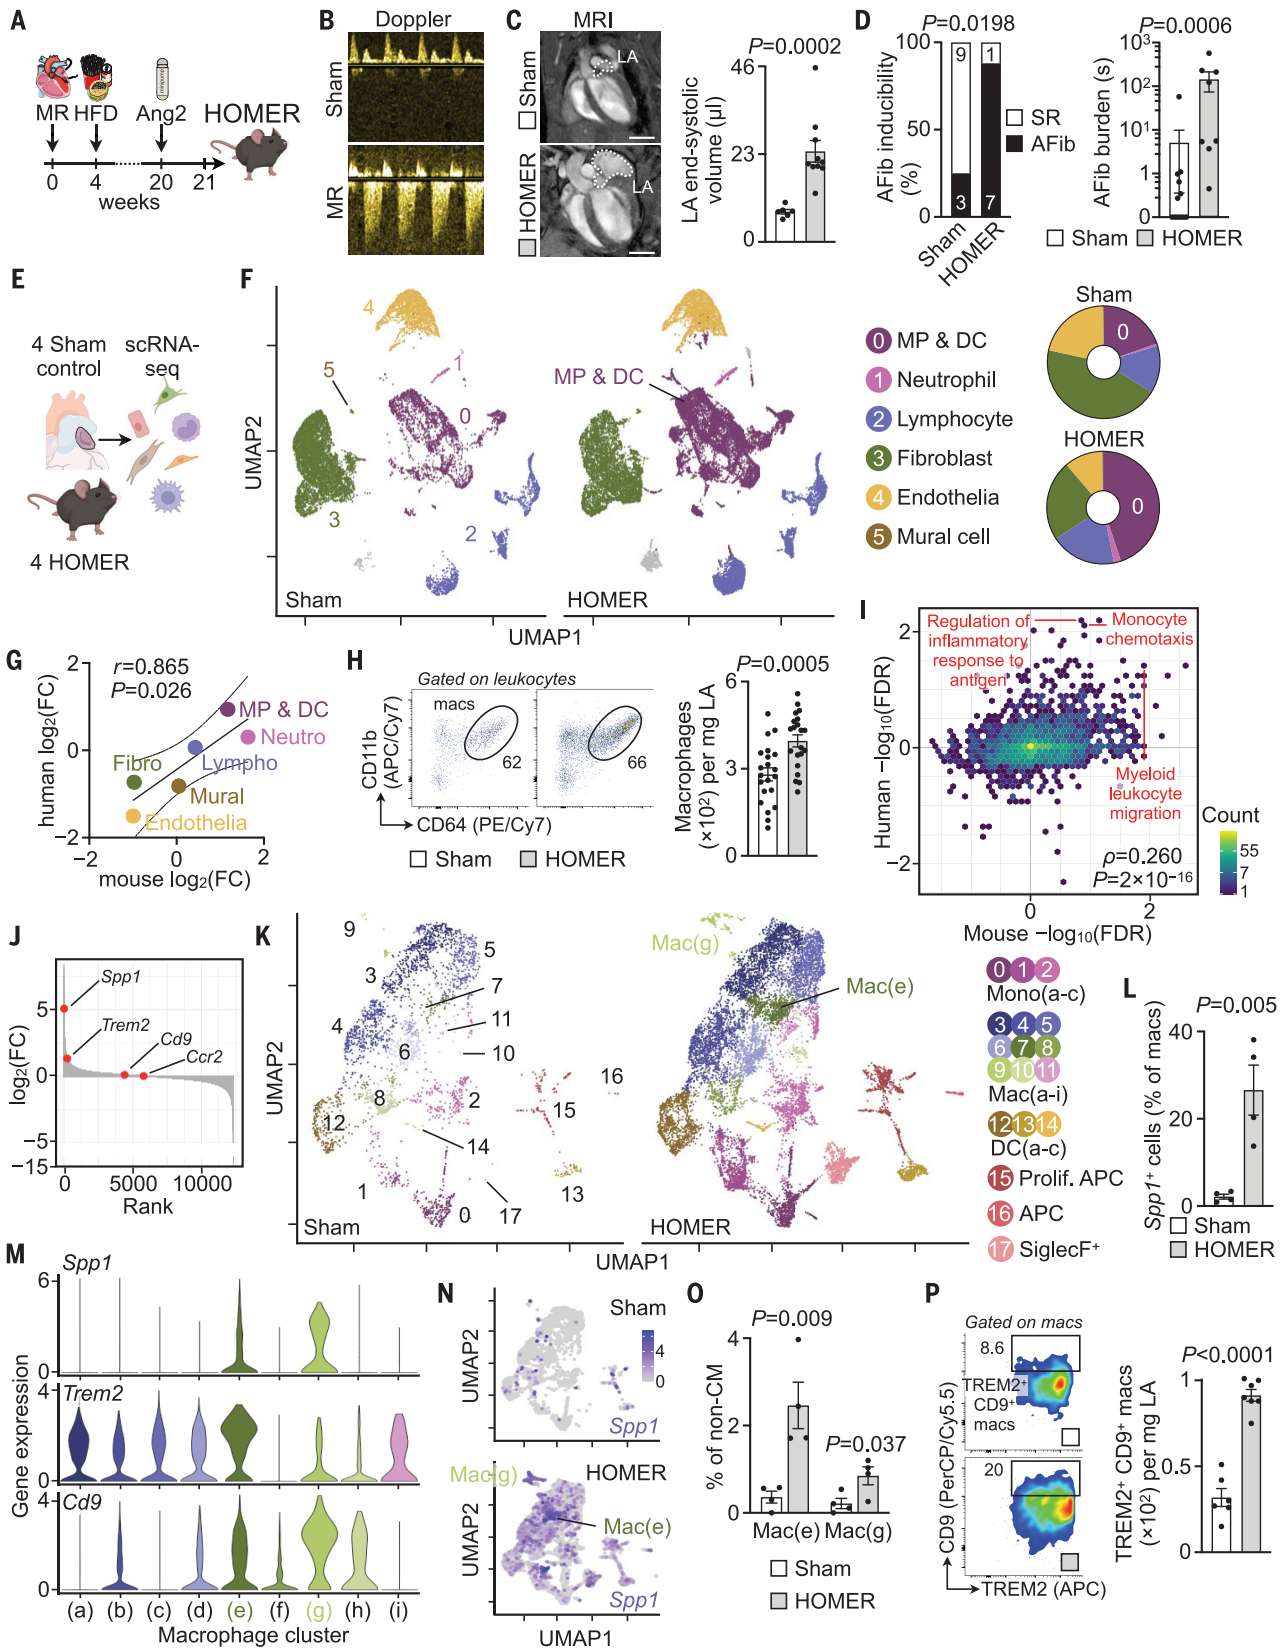 A
MR HFD Ang2
minipump
HOMER
0 4 20 21
weeks
B
Doppler
Sham
MR
C
MRI
Sham
HOMER
LA
LA
P=0.0002
LA end-systolic
volume (µl)
46
23
0
D
P=0.0198
AFib inducibility
(%)
100
50
0
9 1
3 7
Sham
HOMER
SR
AFib
P=0.0006
AFib burden (s)
10³
10²
10¹
1
0
Sham HOMER
E
4 Sham
control
scRNA-
seq
4 HOMER
F
UMAP2
4
1
5
0
3
2
Sham
MP & DC
HOMER
UMAP1
0 MP & DC
1 Neutrophil
2 Lymphocyte
3 Fibroblast
4 Endothelia
5 Mural cell
Sham
0
HOMER
0
G
r=0.865
P=0.026
human log₂(FC)
2
0
−2
MP & DC
Neutro
Fibro
Lympho
Mural
Endothelia
−2 0 2
mouse log₂(FC)
H
Gated on leukocytes
macs
62
66
CD11b
(APC/Cy7)
CD64 (PE/Cy7)
Sham HOMER
P=0.0005
Macrophages
(×10²) per mg LA
6
3
0
I
Regulation of
inflammatory
response to
antigen
Monocyte
chemotaxis
Myeloid
leukocyte
migration
Human −log₁₀(FDR)
2
0
−2
ρ=0.260
P=2×10⁻¹⁶
0 2
Mouse −log₁₀(FDR)
Count
55
7
1
J
log₂(FC)
Spp1
Trem2
Cd9
Ccr2
5
0
−5
−15
0 5000 10000
Rank
K
UMAP2
9
5
3
7
4
11
6
10
8
2
16
12
15
14
1
13
0
17
Sham
Mac(g)
Mac(e)
HOMER
UMAP1
0 1 2
Mono(a-c)
3 4 5
6 7 8
9 10 11
Mac(a-i)
12 13 14
DC(a-c)
15 Prolif. APC
16 APC
17 SiglecF⁺
L
P=0.005
Spp1⁺ cells (% of macs)
40
20
0
Sham
HOMER
M
Gene expression
Spp1
6
0
Trem2
4
0
Cd9
4
0
(a) (b) (c) (d) (e) (f) (g) (h) (i)
Macrophage cluster
N
Sham
8
4
0
UMAP2
Spp1
Mac(g)
HOMER
Mac(e)
UMAP2
Spp1
UMAP1
O
P=0.009
P=0.037
% of non-CM
4
2
0
Mac(e) Mac(g)
Sham
HOMER
P
Gated on macs
8.6
TREM2⁺
CD9⁺
macs
20
CD9 (PerCP/Cy5.5)
TREM2 (APC)
P<0.0001
TREM2⁺ CD9⁺ macs
(×10²) per mg LA
1
0.5
0